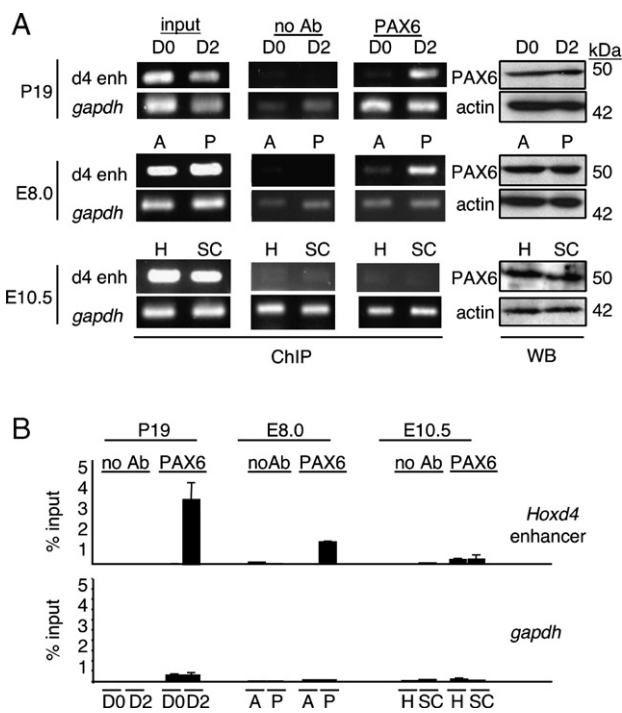 A
input no Ab PAX6
D0 D2 D0 D2 D0 D2 D0 D2 kDa
P19 d4 enh PAX6 50
gapdh actin 42
A P A P A P A P
E8.0 d4 enh PAX6 50
gapdh actin 42
H SC H SC H SC H SC
E10.5 d4 enh PAX6 50
gapdh actin 42
ChIP WB
B
P19 E8.0 E10.5
no Ab PAX6 noAb PAX6 no Ab PAX6
% input 5 4 3 2 1 Hoxd4
enhancer
% input 5 4 3 2 1 gapdh
D0 D2 D0 D2 A P A P H SC H SC